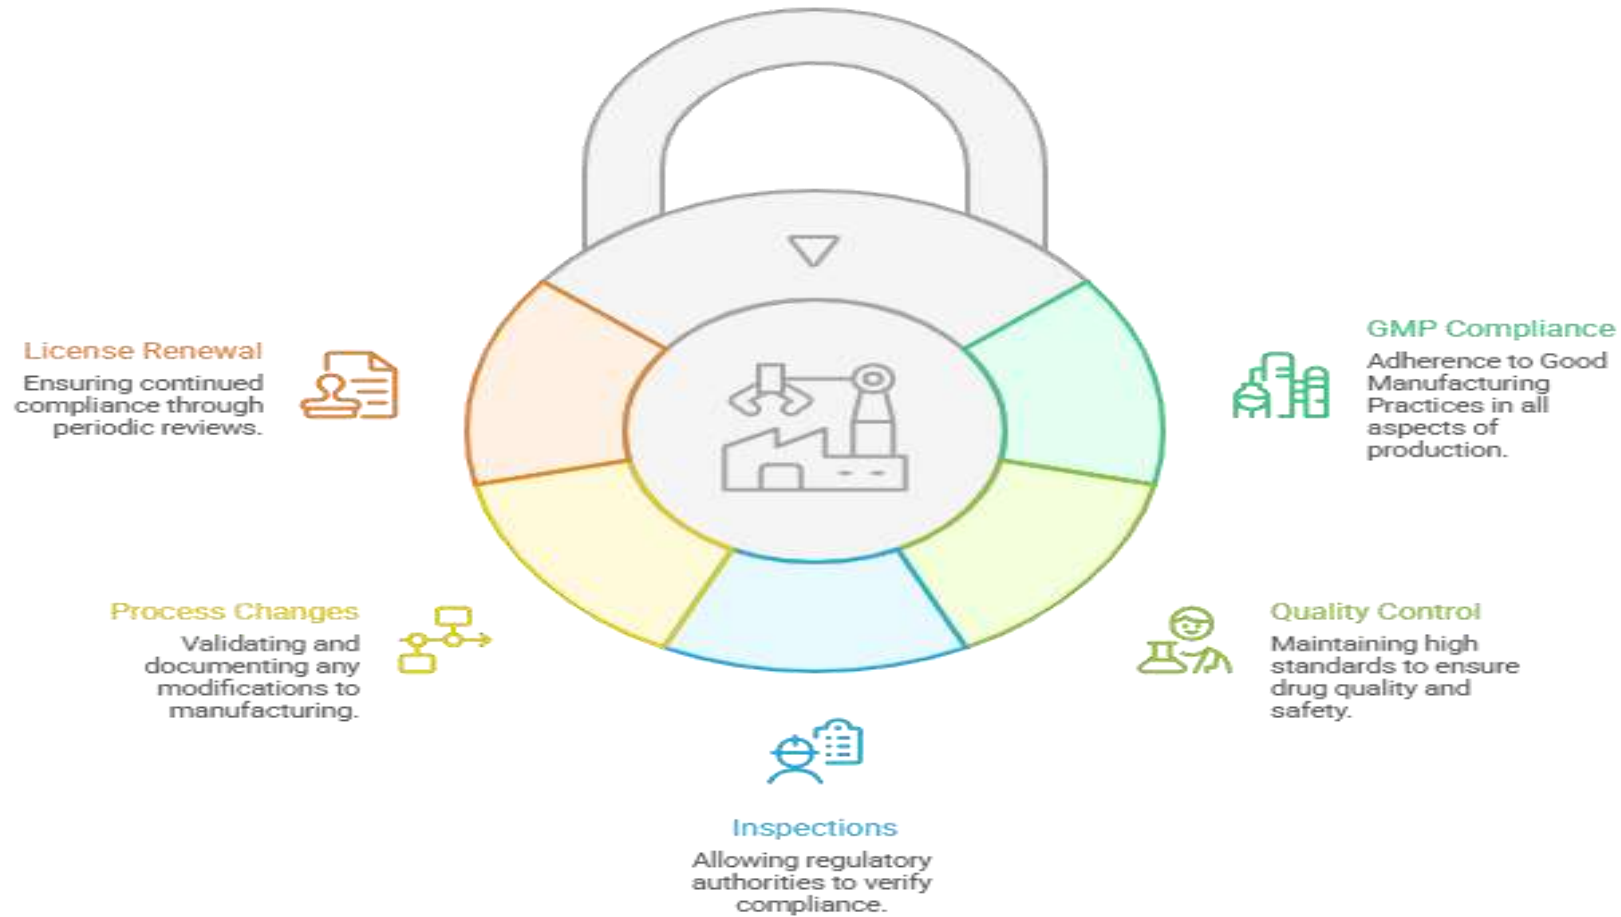 License Renewal
Ensuring continued
compliance through
periodic reviews.
GMP Compliance
Adherence to Good
Manufacturing
Practices in all
aspects of
production.
Process Changes
Validating and
documenting any
modifications to
manufacturing.
Quality Control
Maintaining high
standards to ensure
drug quality and
safety.
Inspections
Allowing regulatory
authorities to verify
compliance.